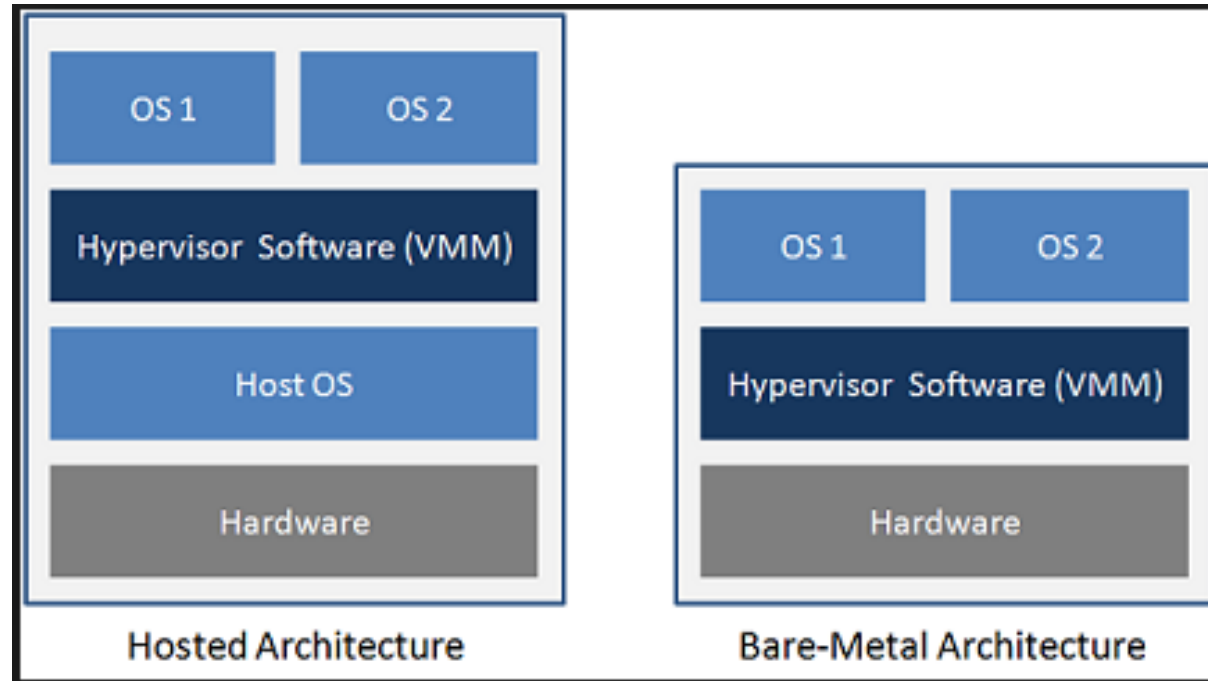 OS 1
OS 2
Hypervisor Software (VMM)
Host OS
Hardware
Hosted Architecture
OS 1
OS 2
Hypervisor Software (VMM)
Hardware
Bare-Metal Architecture